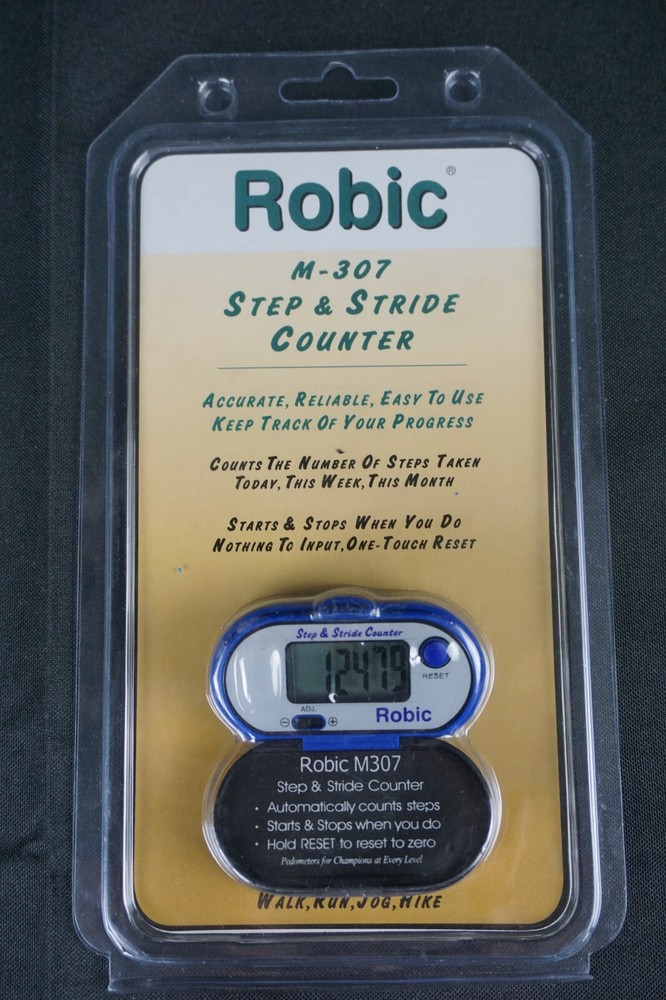 Robic®
M-307
STEP & STRIDE
COUNTER
ACCURATE, RELIABLE, EASY TO USE
KEEP TRACK OF YOUR PROGRESS
COUNTS THE NUMBER OF STEPS TAKEN
TODAY, THIS WEEK, THIS MONTH
STARTS & STOPS WHEN YOU DO
NOTHING TO INPUT, ONE-TOUCH RESET
Step & Stride Counter
12479
RESET
ADJ.
Robic
Robic M307
Step & Stride Counter
• Automatically counts steps
• Starts & Stops when you do
• Hold RESET to reset to zero
Pedometers for Champions at Every Level
WALK, RUN, JOG, HIKE